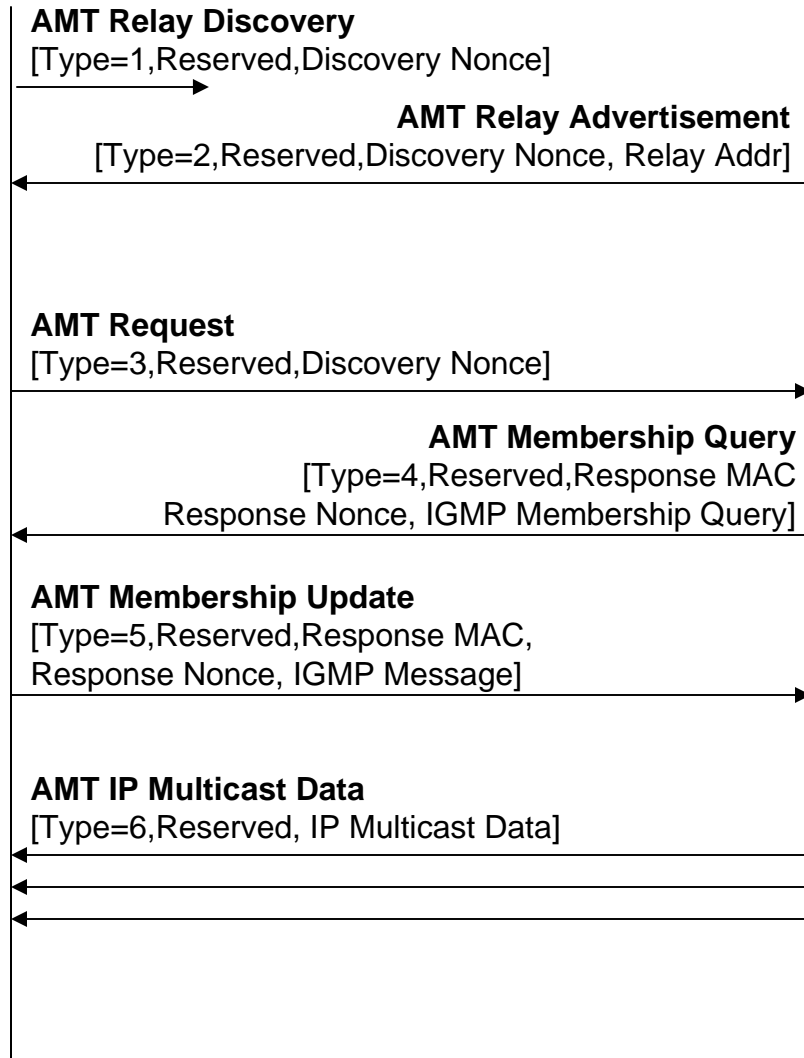 AMT Relay Discovery
[Type=1,Reserved,Discovery Nonce]
AMT Relay Advertisement
[Type=2,Reserved,Discovery Nonce, Relay Addr]
AMT Request
[Type=3,Reserved,Discovery Nonce]
AMT Membership Query
[Type=4,Reserved,Response MAC
Response Nonce, IGMP Membership Query]
AMT Membership Update
[Type=5,Reserved,Response MAC,
Response Nonce, IGMP Message]
AMT IP Multicast Data
[Type=6,Reserved, IP Multicast Data]